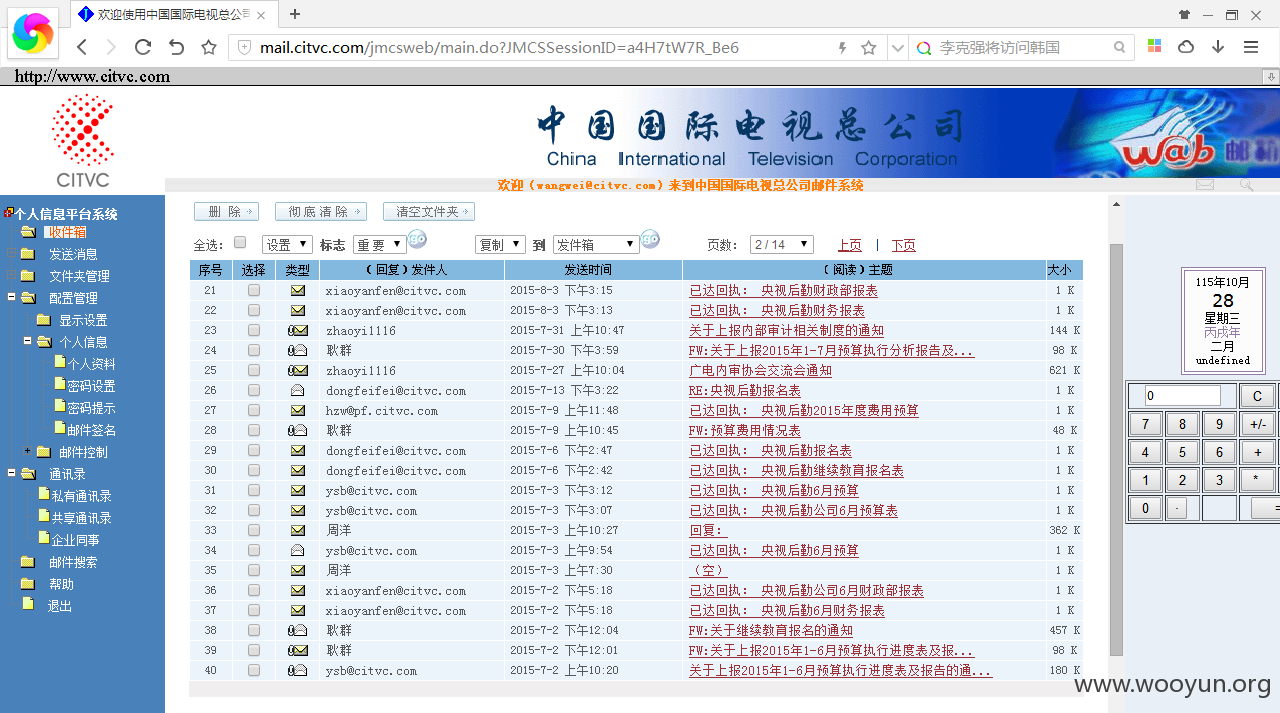 欢迎使用中国国际电视总公司
mail.citvc.com/jmcsweb/min.do?JMCSSessionID=a4H7tW7R_Be6
李克强将访问韩国
http://www.citvc.com
中国国际电视总公司
China International Television Corporation
CITVC
web 邮箱
欢迎（wangwei@citvc.com）来到中国国际电视总公司邮件系统
个人信息平台系统
收件箱
发送消息
文件夹管理
配置管理
显示设置
个人信息
个人资料
密码设置
密码提示
邮件签名
邮件控制
通讯录
私有通讯录
共享通讯录
企业同事
邮件搜索
帮助
退出
删 除 彻底清除 清空文件夹
全选： 设置 标志 重要 复制 到 发件箱 页数： 2 / 14 上页 | 下页
序号 选择 类型 （回复）发件人 发送时间 （阅读）主题 大小
21 xiaoyanfen@citvc.com 2015-8-3 下午3:15 已达回执： 央视后勤财政部报表 1 K
22 xiaoyanfen@citvc.com 2015-8-3 下午3:13 已达回执： 央视后勤财务报表 1 K
23 zhaoyi1116 2015-7-31 上午10:47 关于上报内部审计相关制度的通知 144 K
24 耿群 2015-7-30 下午3:59 FW:关于上报2015年1-7月预算执行分析报告及... 98 K
25 zhaoyi1116 2015-7-27 上午10:04 广电内审协会交流会通知 621 K
26 dongfeifei@citvc.com 2015-7-13 下午3:22 RE:央视后勤报名表 1 K
27 hzw@pf.citvc.com 2015-7-9 上午11:48 已达回执： 央视后勤2015年度费用预算 1 K
28 耿群 2015-7-7 上午10:45 FW:预算费用情况表 48 K
29 dongfeifei@citvc.com 2015-7-6 下午2:47 已达回执： 央视后勤报名表 1 K
30 dongfeifei@citvc.com 2015-7-6 下午2:42 已达回执： 央视后勤继续教育报名表 1 K
31 ysb@citvc.com 2015-7-3 下午3:12 已达回执： 央视后勤6月预算 1 K
32 ysb@citvc.com 2015-7-3 下午3:07 已达回执： 央视后勤公司6月预算表 1 K
33 周洋 2015-7-3 上午10:27 回复： 362 K
34 ysb@citvc.com 2015-7-3 上午9:54 已达回执： 央视后勤6月预算 1 K
35 周洋 2015-7-3 上午7:30 （空） 1 K
36 xiaoyanfen@citvc.com 2015-7-2 下午5:18 已达回执： 央视后勤公司6月财政部报表 1 K
37 xiaoyanfen@citvc.com 2015-7-2 下午5:18 已达回执： 央视后勤6月财务报表 1 K
38 耿群 2015-7-2 下午12:04 FW:关于继续教育报名的通知 457 K
39 耿群 2015-7-2 下午12:01 FW:关于上报2015年1-6月预算执行进度表及报... 98 K
40 ysb@citvc.com 2015-7-2 上午10:20 关于上报2015年1-6月预算执行进度表及报告的通... 180 K
115年10月
28
星期三
丙戌年
二月
undefined
0 C
7 8 9 +/-
4 5 6 +
1 2 3 *
0 . =
www.wooyun.org